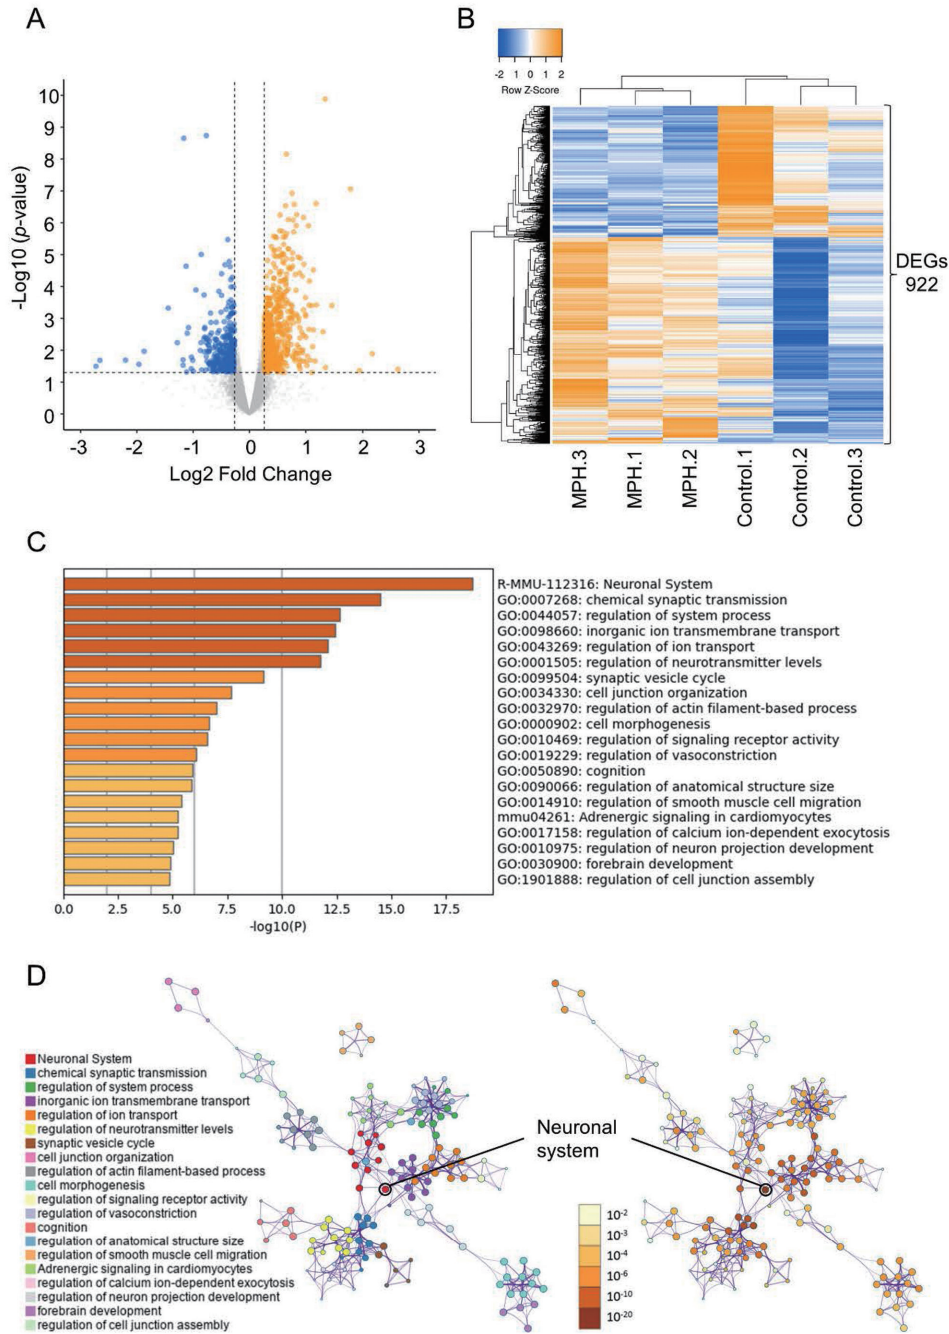 A
-Log10 (p-value)
10
9
8
7
6
5
4
3
2
1
0
-3
-2
-1
0
1
2
3
Log2 Fold Change
B
-2 -1 0 1 2
Row Z-Score
DEGs
922
MPH.3
MPH.1
MPH.2
Control.1
Control.2
Control.3
C
R-MMU-112316: Neuronal System
GO:0007268: chemical synaptic transmission
GO:0044057: regulation of system process
GO:0098660: inorganic ion transmembrane transport
GO:0043269: regulation of ion transport
GO:0001505: regulation of neurotransmitter levels
GO:0099504: synaptic vesicle cycle
GO:0034330: cell junction organization
GO:0032970: regulation of actin filament-based process
GO:0000902: cell morphogenesis
GO:0010469: regulation of signaling receptor activity
GO:0019229: regulation of vasoconstriction
GO:0050890: cognition
GO:0090066: regulation of anatomical structure size
GO:0014910: regulation of smooth muscle cell migration
mmu04261: Adrenergic signaling in cardiomyocytes
GO:0017158: regulation of calcium ion-dependent exocytosis
GO:0010975: regulation of neuron projection development
GO:0030900: forebrain development
GO:1901888: regulation of cell junction assembly
0.0 2.5 5.0 7.5 10.0 12.5 15.0 17.5
-log10(P)
D
Neuronal System
chemical synaptic transmission
regulation of system process
inorganic ion transmembrane transport
regulation of ion transport
regulation of neurotransmitter levels
synaptic vesicle cycle
cell junction organization
regulation of actin filament-based process
cell morphogenesis
regulation of signaling receptor activity
regulation of vasoconstriction
cognition
regulation of anatomical structure size
regulation of smooth muscle cell migration
Adrenergic signaling in cardiomyocytes
regulation of calcium ion-dependent exocytosis
regulation of neuron projection development
forebrain development
regulation of cell junction assembly
Neuronal
system
10-2
10-3
10-4
10-6
10-10
10-20